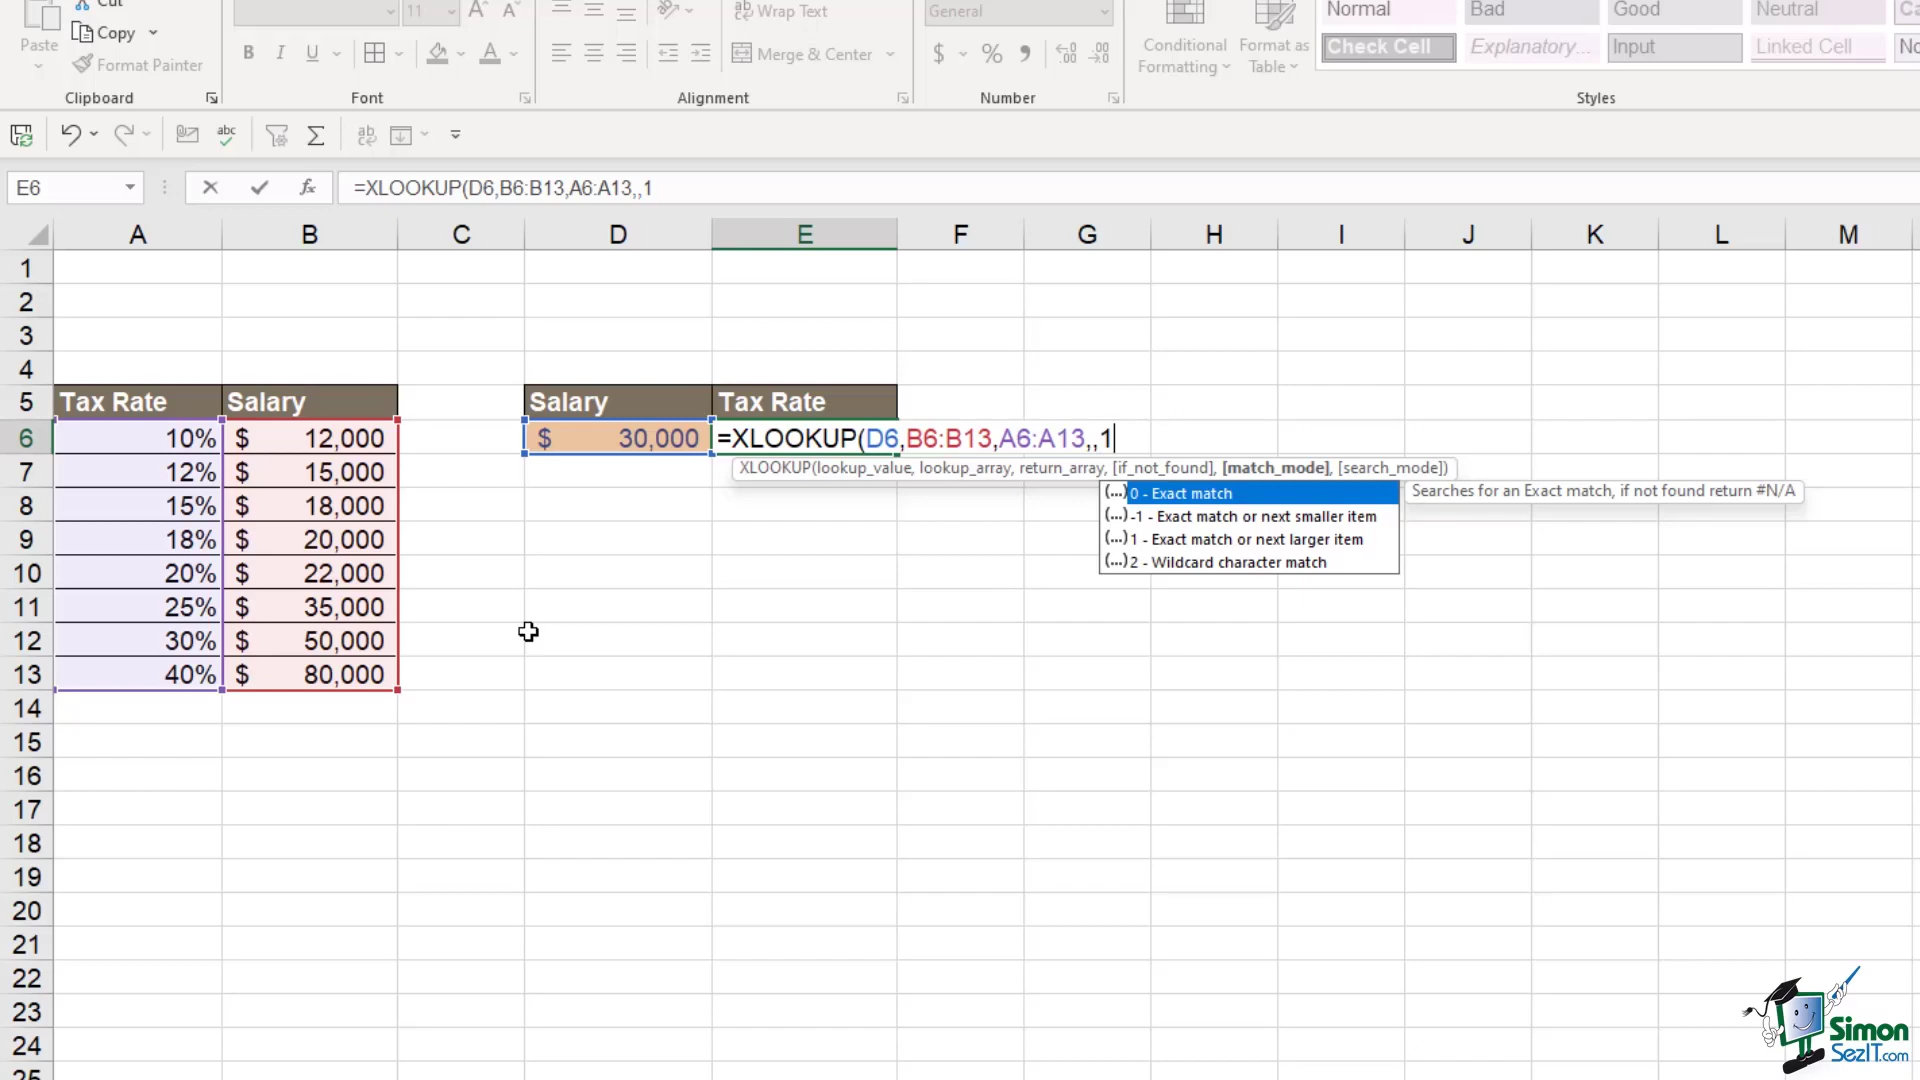 Cut
Copy
Paste
Format Painter
Clipboard
11
B I U
Font
Wrap Text
Merge & Center
Alignment
General
$ % 9
Number
Conditional Formatting
Format as Table
Normal Bad Good Neutral
Check Cell Explanatory... Input Linked Cell
Styles
abc
E6 fx =XLOOKUP(D6,B6:B13,A6:A13,,1
A B C D E F G H I J K L M
1
2
3
4
5 Tax Rate Salary Salary Tax Rate
6 10% $ 12,000 $ 30,000 =XLOOKUP(D6,B6:B13,A6:A13,,1
XLOOKUP(lookup_value, lookup_array, return_array, [if_not_found], [match_mode], [search_mode])
7 12% $ 15,000
(...) 0 - Exact match Searches for an Exact match, if not found return #N/A
8 15% $ 18,000
(...) -1 - Exact match or next smaller item
9 18% $ 20,000
(...) 1 - Exact match or next larger item
(...) 2 - Wildcard character match
10 20% $ 22,000
11 25% $ 35,000
12 30% $ 50,000
13 40% $ 80,000
14
15
16
17
18
19
20
21
22
23
24
25
Simon
SezIT.com